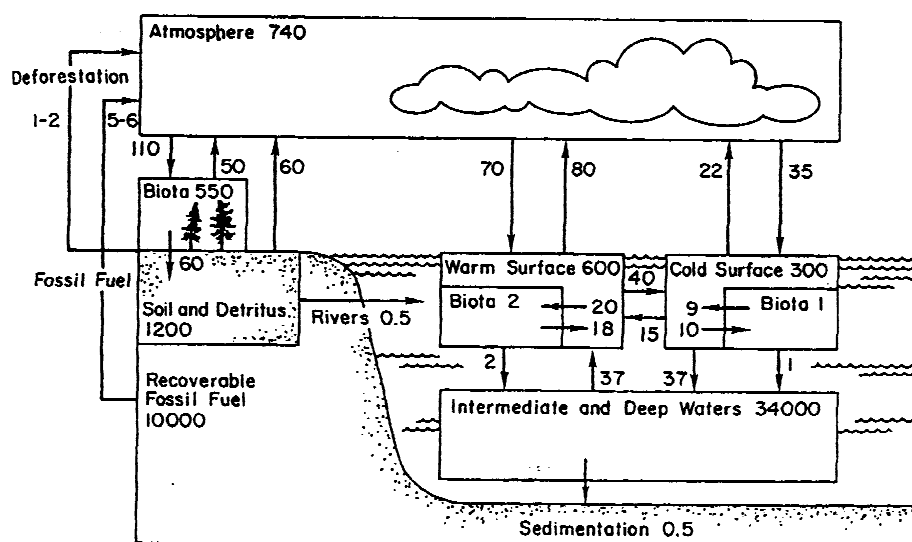 Atmosphere 740
Deforestation
1-2
5-6
110
50
60
70
80
22
35
Biota 550
60
Fossil Fuel
Soil and Detritus
1200
Rivers 0.5
Warm Surface 600
40
Cold Surface 300
Biota 2
20
18
15
9
10
Biota 1
2
37
37
1
Recoverable
Fossil Fuel
10000
Intermediate and Deep Waters 34000
Sedimentation 0.5